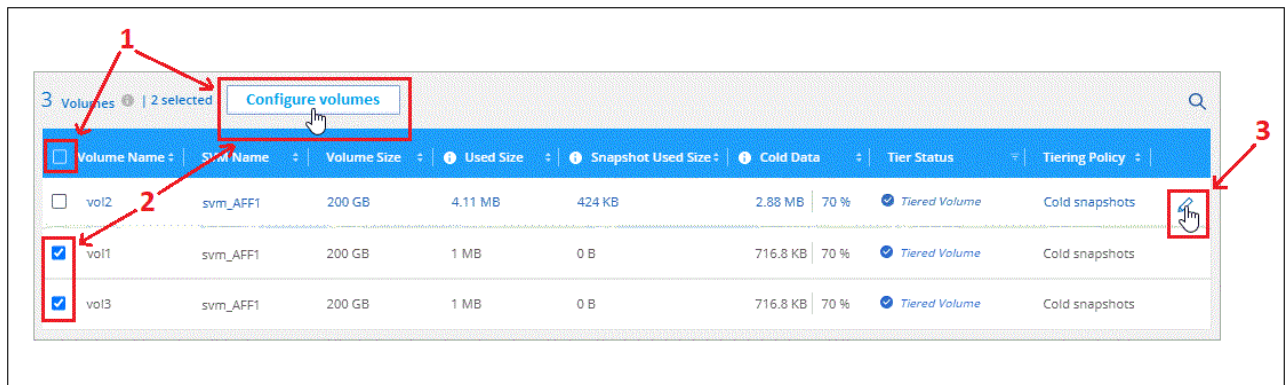 1
3 Volumes | 2 selected Configure volumes
3
Volume Name SVM Name Volume Size Used Size Snapshot Used Size Cold Data Tier Status Tiering Policy
2
vol2 svm_AFF1 200 GB 4.11 MB 424 KB 2.88 MB 70 % Tiered Volume Cold snapshots
vol1 svm_AFF1 200 GB 1 MB 0 B 716.8 KB 70 % Tiered Volume Cold snapshots
vol3 svm_AFF1 200 GB 1 MB 0 B 716.8 KB 70 % Tiered Volume Cold snapshots